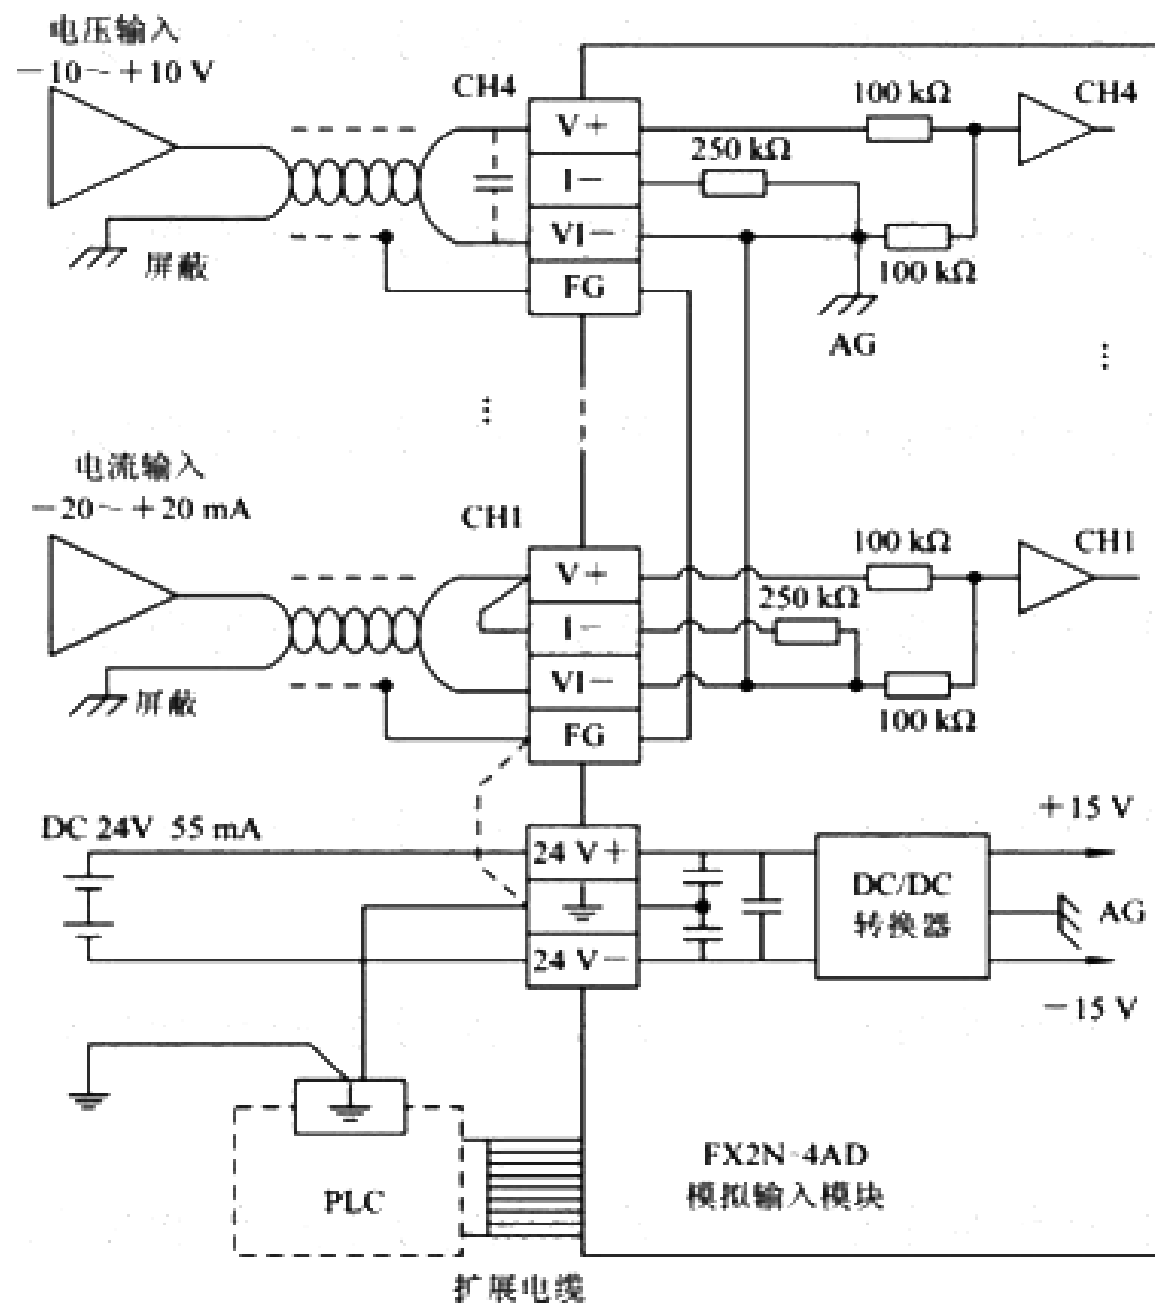 电压输入
－10～＋10 V
CH4
V＋
I－
VI－
FG
屏蔽
100 kΩ
250 kΩ
100 kΩ
AG
CH4
⋮
⋮
电流输入
－20～＋20 mA
CH1
V＋
I－
VI－
FG
屏蔽
100 kΩ
250 kΩ
100 kΩ
CH1
DC 24V 55 mA
24 V＋
24 V－
DC/DC
转换器
＋15 V
AG
－15 V
PLC
FX2N-4AD
模拟输入模块
扩展电缆